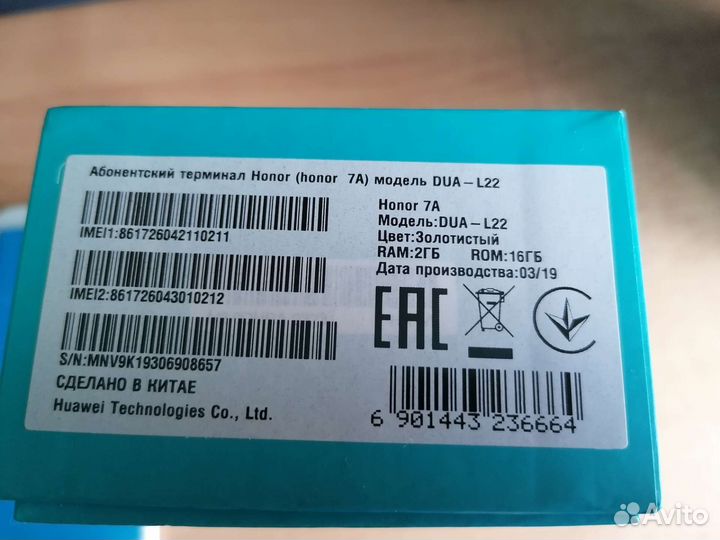 Абонентский терминал Honor (honor 7A) модель DUA – L22
IMEI1:861726042110211
IMEI2:861726043010212
S/N:MNV9K19306908657
СДЕЛАНО В КИТАЕ
Huawei Technologies Co., Ltd.
Honor 7A
Модель:DUA – L22
Цвет:Золотистый
RAM:2ГБ ROM:16ГБ
Дата производства:03/19
EAC
6 901443 236664
Avito